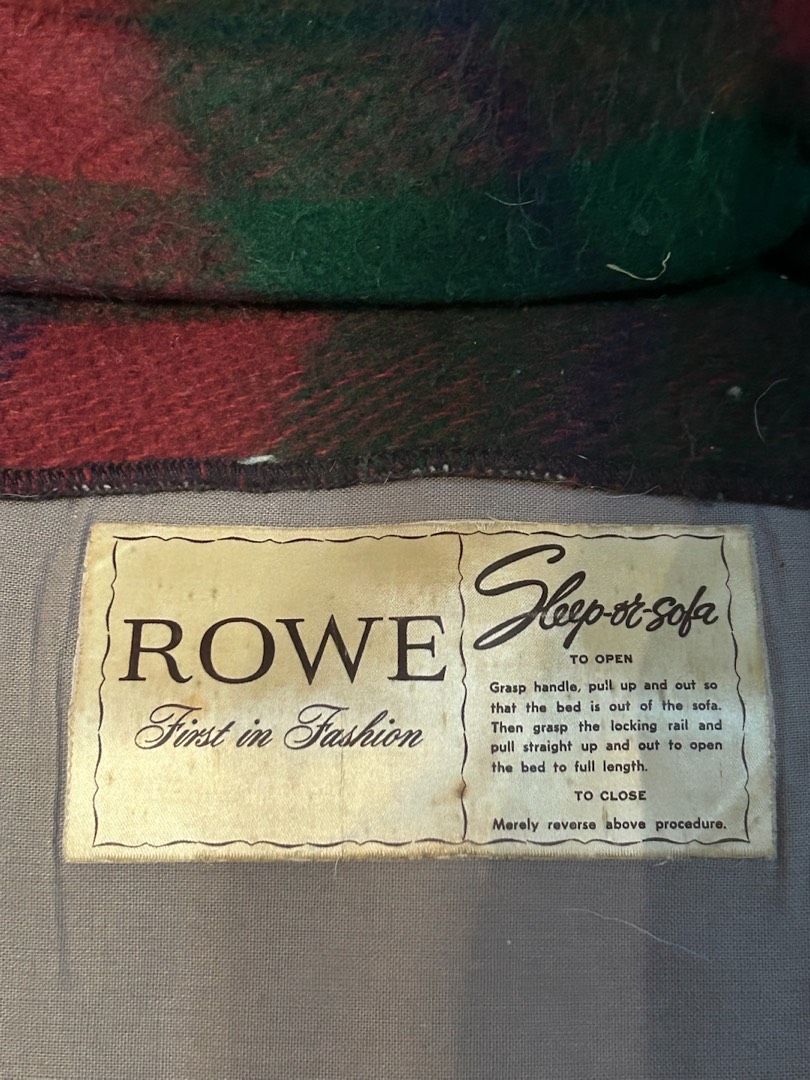 ROWE
First in Fashion
Sleep-or-sofa
TO OPEN
Grasp handle, pull up and out so
that the bed is out of the sofa.
Then grasp the locking rail and
pull straight up and out to open
the bed to full length.
TO CLOSE
Merely reverse above procedure.